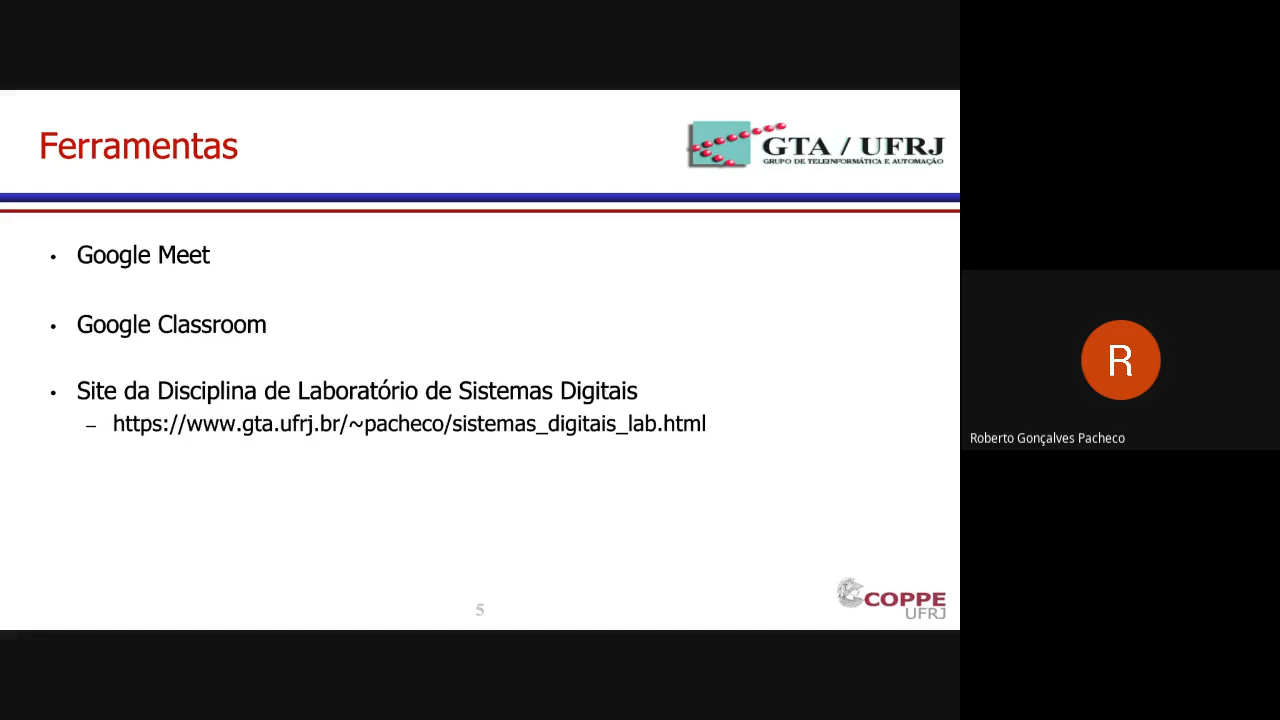 Ferramentas
GTA / UFRJ
GRUPO DE TELEINFORMÁTICA E AUTOMAÇÃO
• Google Meet
• Google Classroom
• Site da Disciplina de Laboratório de Sistemas Digitais
– https://www.gta.ufrj.br/~pacheco/sistemas_digitais_lab.html
5
COPPE
UFRJ
R
Roberto Gonçalves Pacheco